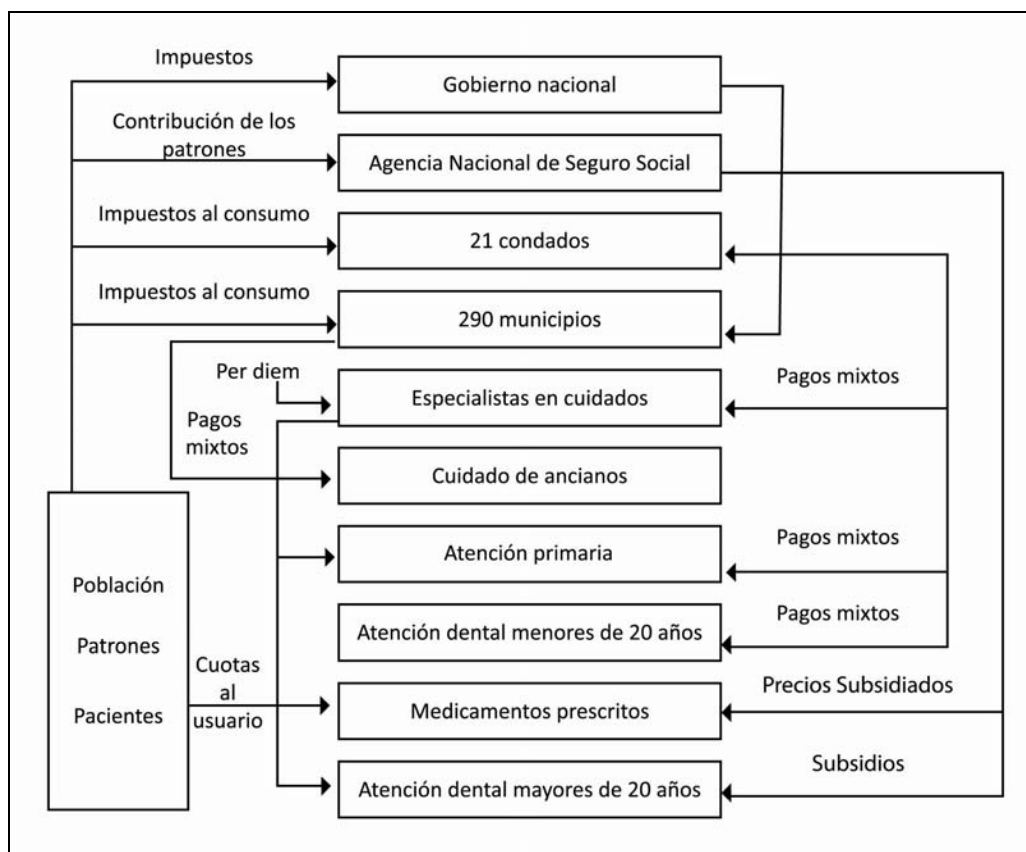 Impuestos
Gobierno nacional
Contribución de los
patrones
Agencia Nacional de Seguro Social
Impuestos al consumo
21 condados
Impuestos al consumo
290 municipios
Per diem
Especialistas en cuidados
Pagos mixtos
Pagos
mixtos
Cuidado de ancianos
Atención primaria
Pagos mixtos
Población
Patrones
Pacientes
Atención dental menores de 20 años
Pagos mixtos
Cuotas
al
usuario
Medicamentos prescritos
Precios Subsidiados
Atención dental mayores de 20 años
Subsidios